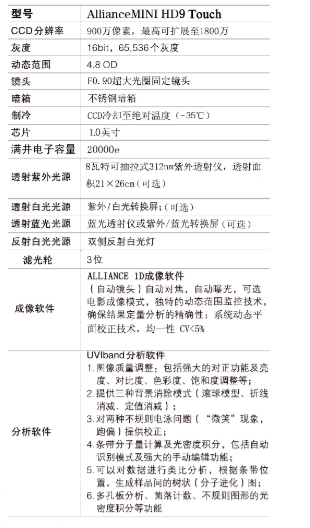 型号 AllianceMINI HD9 Touch
CCD分辨率 900万像素，最高可扩展至1800万
灰度 16bit，65,536个灰度
动态范围 4.8 OD
镜头 F0.90超大光圈固定镜头
暗箱 不锈钢暗箱
制冷 CCD冷却至绝对温度（-35℃）
芯片 1.0英寸
满井电子容量 20000e
透射紫外光源 8瓦特可抽拉式312nm紫外透射仪，透射面
积21×26cm(可选)
透射白光光源 紫外/白光转换屏;(可选)
透射蓝光光源 蓝光透射仪或紫外/蓝光转换屏(可选)
反射白光光源 双侧反射白光灯
滤光轮 3位
成像软件 ALLIANCE 1D成像软件
（自动镜头）自动对焦，自动曝光，可选
电影成像模式，独特的动态范围监控技术，
确保结果定量分析的精确性；系统动态平
面校正技术，均一性 CV<5%
分析软件 UVIband分析软件
1.图像质量调整；包括强大的对正功能及亮
度、对比度、色彩度、饱和度调整等；
2.提供三种背景消除模式（滚球模型、折线
消减、定值消减）；
3.对两种不规则电泳问题（“微笑”现象，
跑偏）提供校正；
4.条带分子量计算及光密度积分，包括自动
识别模式及强大的手动编辑功能；
5.可以对数据进行类比分析，根据条带位
置，生成样品间的树状（分子进化）图；
6.多孔板分析、菌落计数、不规则图形的光
密度积分等功能